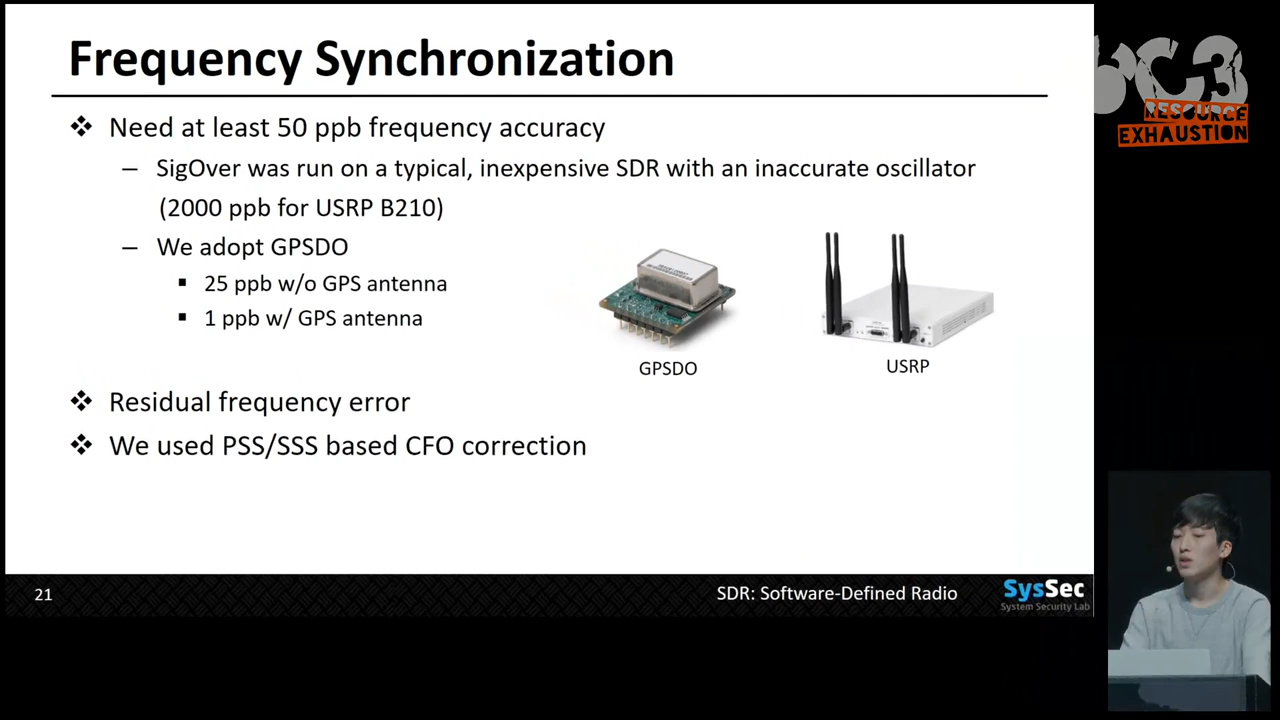 Frequency Synchronization
❖ Need at least 50 ppb frequency accuracy
– SigOver was run on a typical, inexpensive SDR with an inaccurate oscillator
(2000 ppb for USRP B210)
– We adopt GPSDO
▪ 25 ppb w/o GPS antenna
▪ 1 ppb w/ GPS antenna
GPSDO
USRP
❖ Residual frequency error
❖ We used PSS/SSS based CFO correction
21
SDR: Software-Defined Radio
SysSec
System Security Lab
C3
RESOURCE
EXHAUSTION